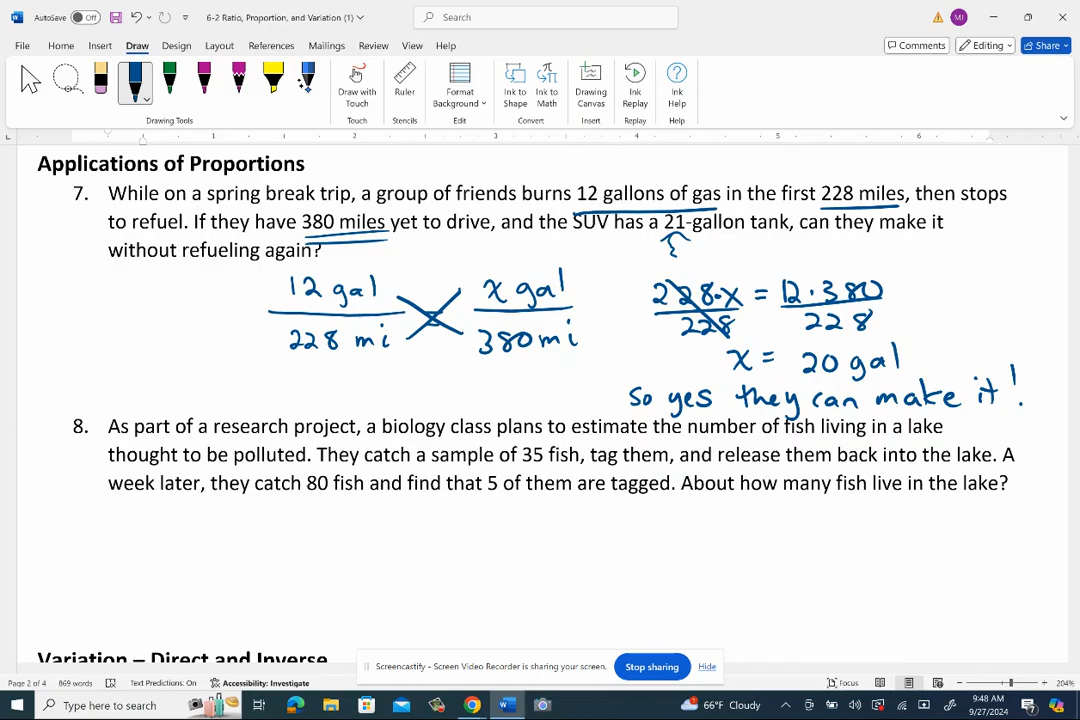 AutoSave Off 6-2 Ratio, Proportion, and Variation (1) Search MI
File Home Insert Draw Design Layout References Mailings Review View Help Comments Editing Share
Draw with Touch Ruler Format Background Ink to Shape Ink to Math Drawing Canvas Ink Replay Ink Help
Drawing Tools Touch Stencils Edit Convert Insert Replay Help
1 2 3 4 5 6
Applications of Proportions
7. While on a spring break trip, a group of friends burns 12 gallons of gas in the first 228 miles, then stops
to refuel. If they have 380 miles yet to drive, and the SUV has a 21-gallon tank, can they make it
without refueling again?
12 gal x gal 228·x = 12·380
228 mi 380mi 228 228
x = 20 gal
so yes they can make it!
8. As part of a research project, a biology class plans to estimate the number of fish living in a lake
thought to be polluted. They catch a sample of 35 fish, tag them, and release them back into the lake. A
week later, they catch 80 fish and find that 5 of them are tagged. About how many fish live in the lake?
Variation – Direct and Inverse
Screencastify - Screen Video Recorder is sharing your screen. Stop sharing Hide
Page 2 of 4 869 words Text Predictions: On Accessibility: Investigate Focus 204%
Type here to search 66°F Cloudy 9:48 AM
9/27/2024